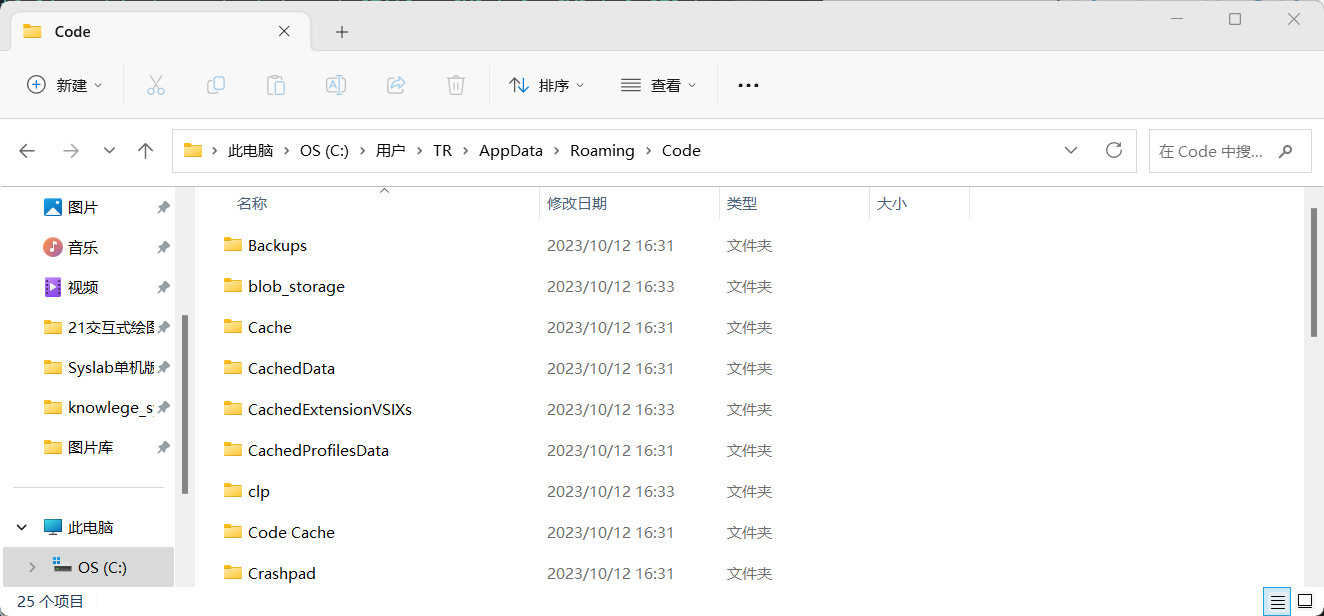 Code
新建
排序
查看
此电脑 OS (C:) 用户 TR AppData Roaming Code
在 Code 中搜...
图片
音乐
视频
21交互式绘图
Syslab单机版
knowlege_s
图片库
此电脑
OS (C:)
名称 修改日期 类型 大小
Backups 2023/10/12 16:31 文件夹
blob_storage 2023/10/12 16:33 文件夹
Cache 2023/10/12 16:31 文件夹
CachedData 2023/10/12 16:31 文件夹
CachedExtensionVSIXs 2023/10/12 16:33 文件夹
CachedProfilesData 2023/10/12 16:31 文件夹
clp 2023/10/12 16:33 文件夹
Code Cache 2023/10/12 16:31 文件夹
Crashpad 2023/10/12 16:31 文件夹
25 个项目